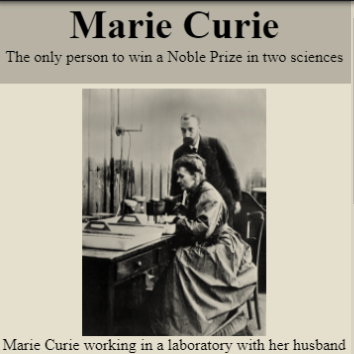 Marie Curie
The only person to win a Noble Prize in two sciences
Marie Curie working in a laboratory with her husband